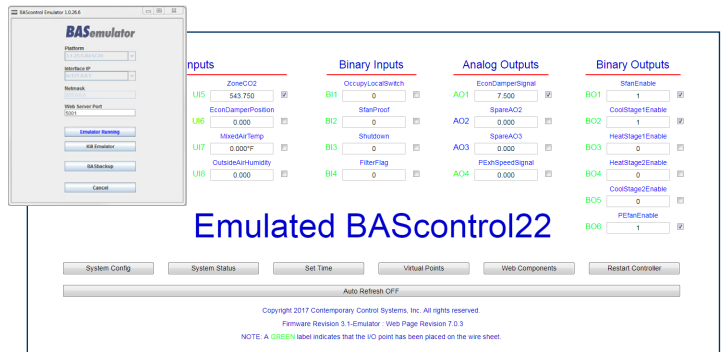 BAScontrol Emulator 1.0.26.6
BASemulator
Platform
Interface IP
Netmask
Web Server Port
5001
Emulator Running
Kill Emulator
BASbackup
Cancel
nputs
Binary Inputs
Analog Outputs
Binary Outputs
ZoneCO2
OccupyLocalSwitch
EconDamperSignal
SfanEnable
UI5 543.750
BI1 0
AO1 7.500
BO1 1
EconDamperPosition
SfanProof
SpareAO2
CoolStage1Enable
UI6 0.000
BI2 0
AO2 0.000
BO2 1
MixedAirTemp
Shutdown
SpareAO3
HeatStage1Enable
UI7 0.000°F
BI3 0
AO3 0.000
BO3 0
OutsideAirHumidity
FilterFlag
PExhSpeedSignal
HeatStage2Enable
UI8 0.000
BI4 0
AO4 0.000
BO4 0
CoolStage2Enable
BO5 0
PEfanEnable
BO6 1
Emulated BAScontrol22
System Config
System Status
Set Time
Virtual Points
Web Components
Restart Controller
Auto Refresh OFF
Copyright 2017 Contemporary Control Systems, Inc. All rights reserved.
Firmware Revision 3.1-Emulator : Web Page Revision 7.0.3
NOTE: A GREEN label indicates that the I/O point has been placed on the wire sheet.